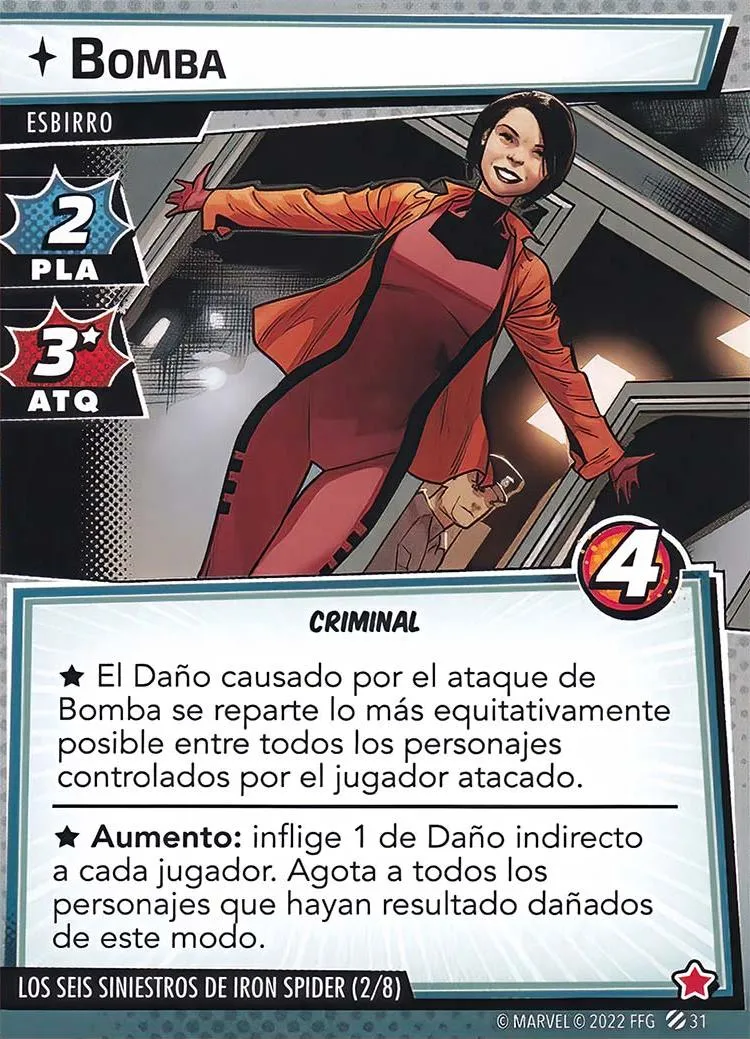 BOMBA
ESBIRRO
2
PLA
3★
ATQ
4
CRIMINAL
★ El Daño causado por el ataque de
Bomba se reparte lo más equitativamente
posible entre todos los personajes
controlados por el jugador atacado.
★ Aumento: inflige 1 de Daño indirecto
a cada jugador. Agota a todos los
personajes que hayan resultado dañados
de este modo.
LOS SEIS SINIESTROS DE IRON SPIDER (2/8)
© MARVEL © 2022 FFG 31